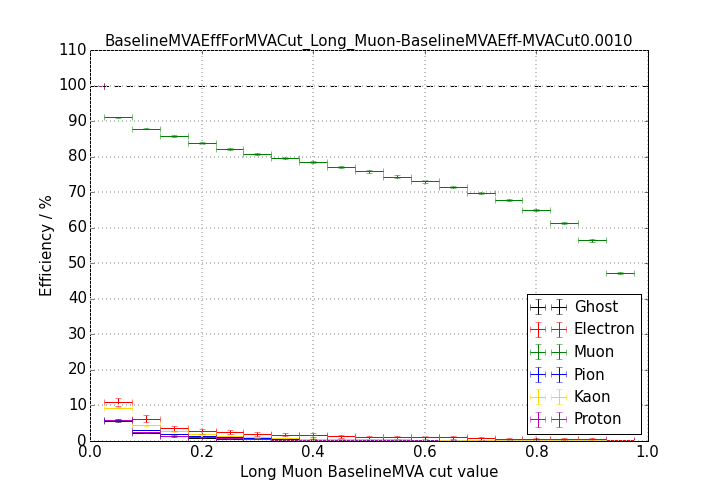 BaselineMVAEffForMVACut_Long_Muon-BaselineMVAEff-MVACut0.0010
110
100
90
80
70
60
50
40
30
20
10
0
Efficiency / %
Ghost
Electron
Muon
Pion
Kaon
Proton
0.0 0.2 0.4 0.6 0.8 1.0
Long Muon BaselineMVA cut value